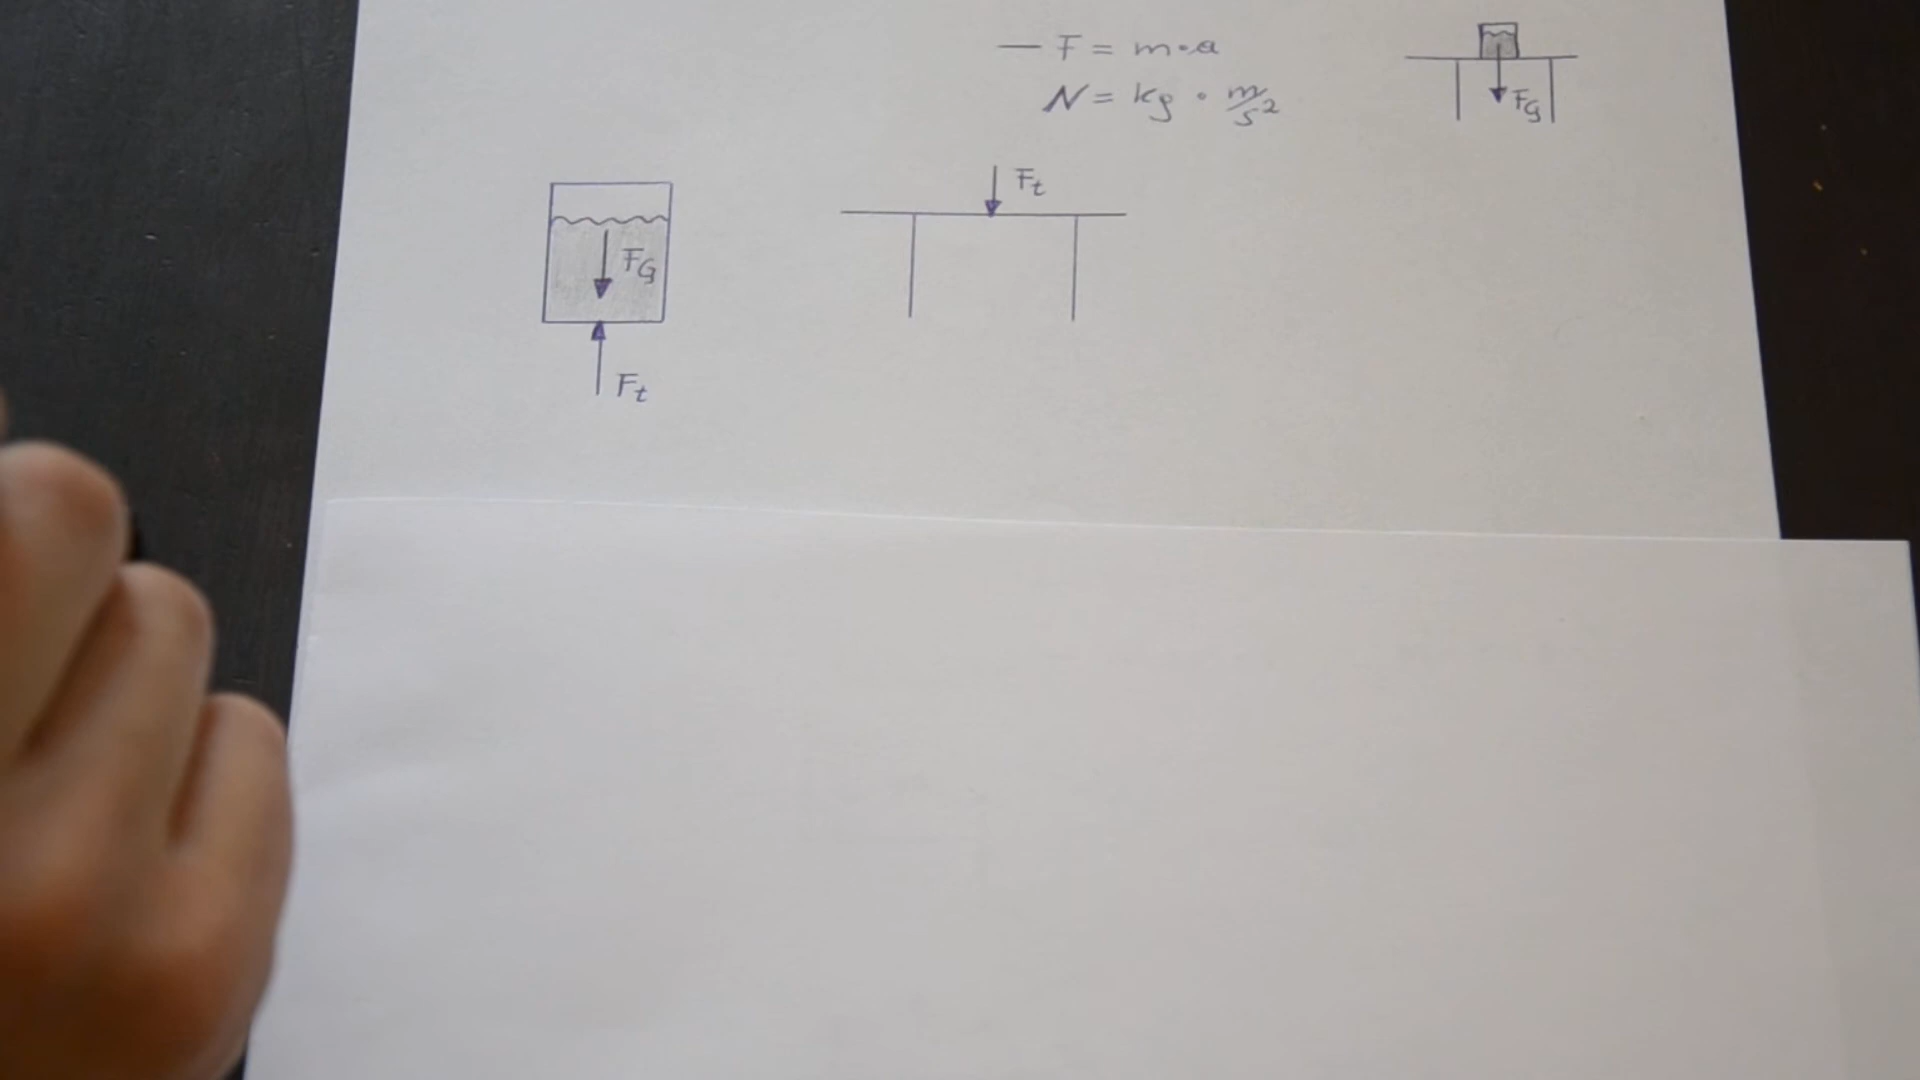 — F = m·a
N = kg · m/s²
F_G
F_t
F_G
F_t